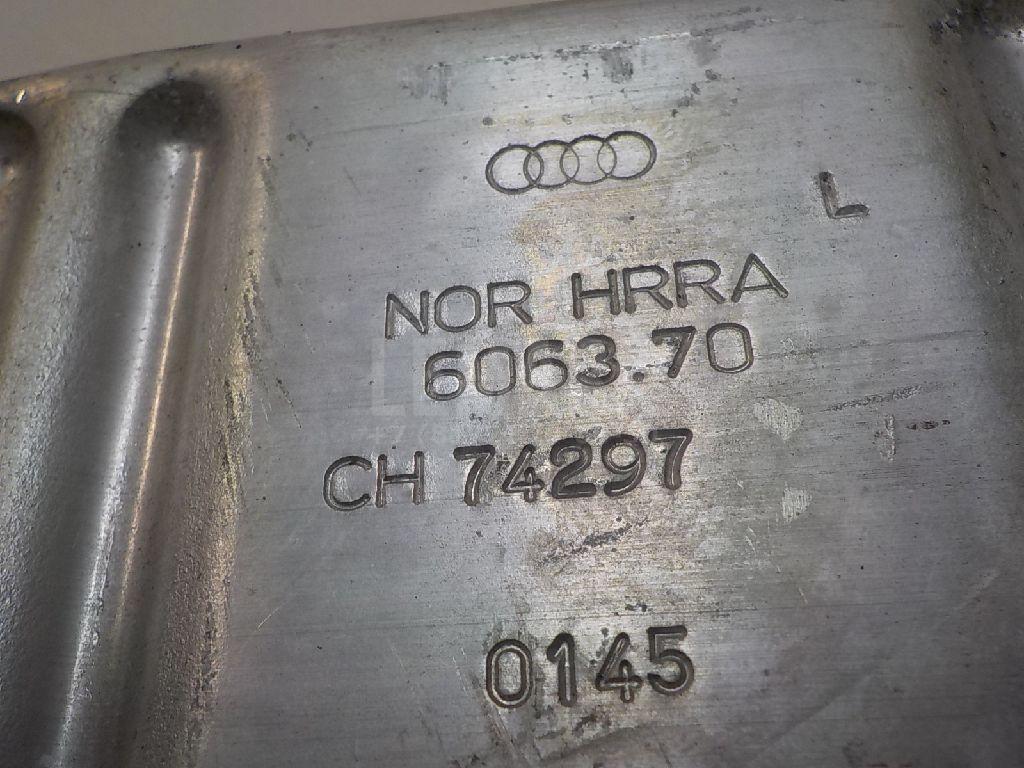 L
NOR HRRA
6063.70
CH 74297
0145